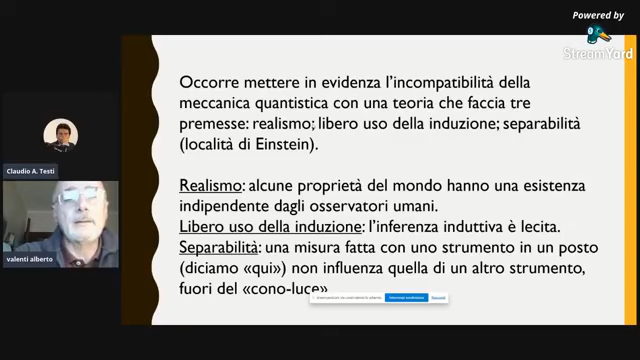 Powered by
StreamYard
Occorre mettere in evidenza l'incompatibilità della
meccanica quantistica con una teoria che faccia tre
premesse: realismo; libero uso della induzione; separabilità
(località di Einstein).
Realismo: alcune proprietà del mondo hanno una esistenza
indipendente dagli osservatori umani.
Libero uso della induzione: l'inferenza induttiva è lecita.
Separabilità: una misura fatta con uno strumento in un posto
(diciamo «qui») non influenza quella di un altro strumento,
fuori del «cono-luce»
Claudio A. Testi
valenti alberto